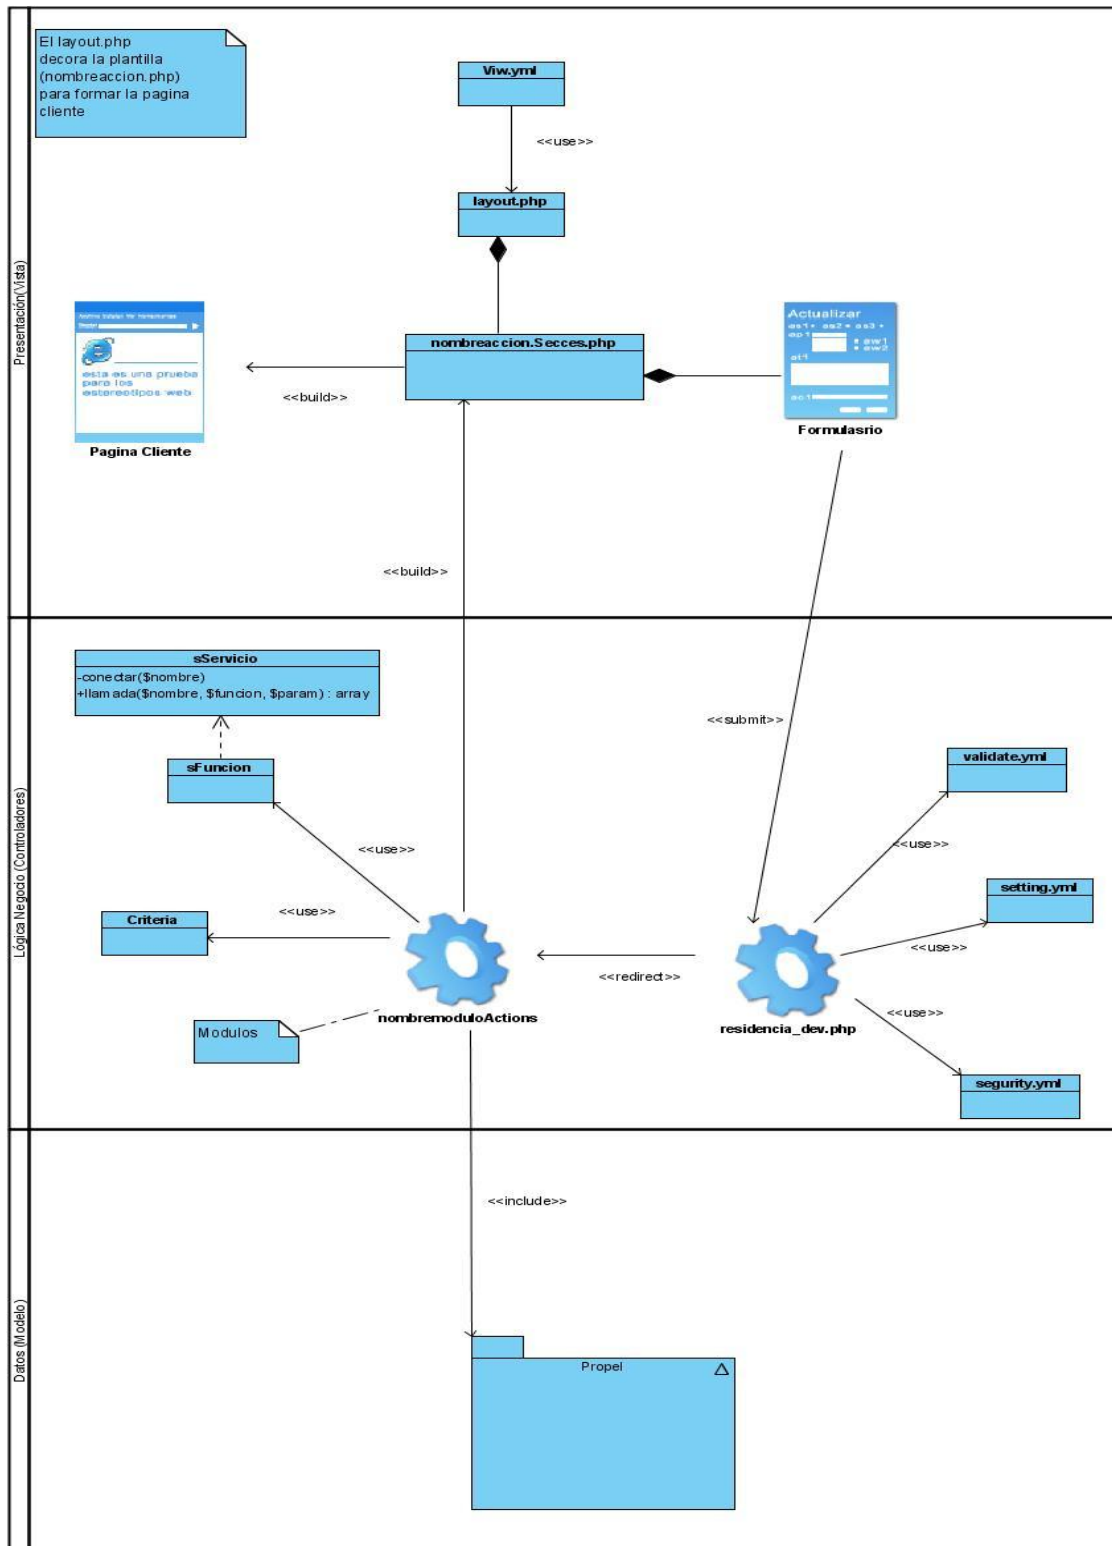 El layout.php
decora la plantilla
(nombreaccion.php)
para formar la pagina
cliente
Viw.yml
<<use>>
layout.php
Presentación(Vista)
nombreaccion.Secces.php
<<build>>
esta es una prueba
para los
estereotipos web
Pagina Cliente
Actualizar
Formulasrio
<<build>>
<<submit>>
Lógica Negocio (Controladores)
sServicio
-conectar($nombre)
+llamada($nombre, $funcion, $param) : array
sFuncion
<<use>>
Criteria
<<use>>
Modulos
nombremoduloActions
<<redirect>>
residencia_dev.php
validate.yml
<<use>>
setting.yml
<<use>>
<<use>>
segurity.yml
<<include>>
Datos (Modelo)
Propel